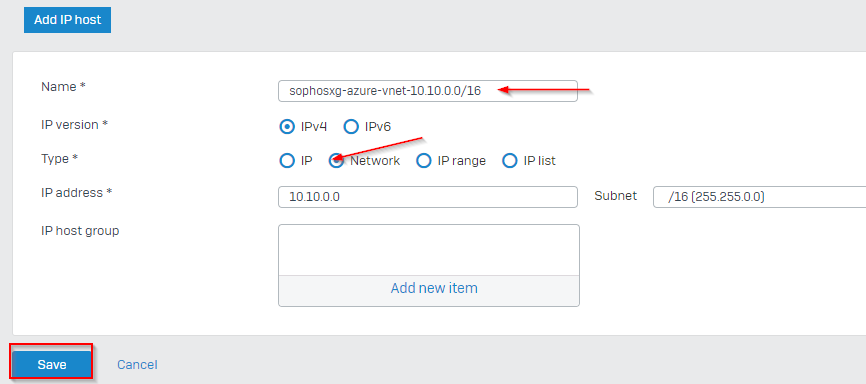 Add IP host
Name * sophosxg-azure-vnet-10.10.0.0/16
IP version * IPv4 IPv6
Type * IP Network IP range IP list
IP address * 10.10.0.0 Subnet /16 (255.255.0.0)
IP host group
Add new item
Save Cancel